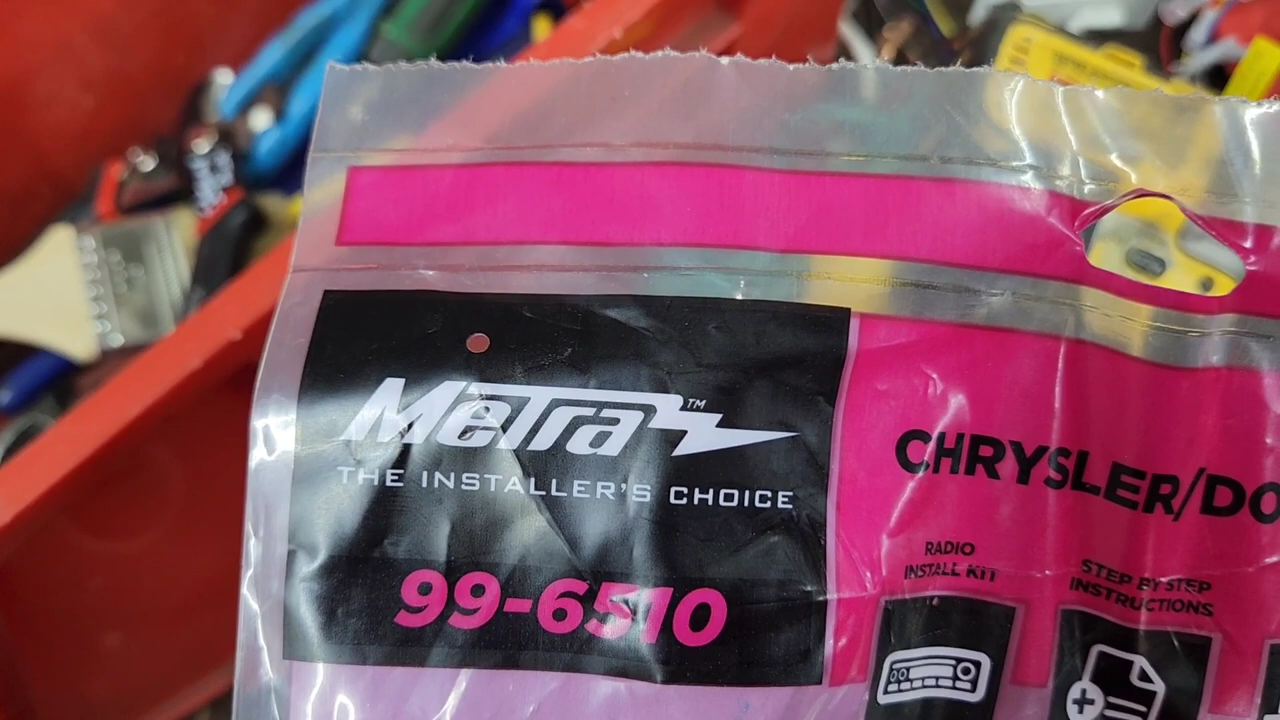 MeTra™
THE INSTALLER'S CHOICE
99-6510
CHRYSLER/DO
RADIO
INSTALL KIT
STEP BY STEP
INSTRUCTIONS